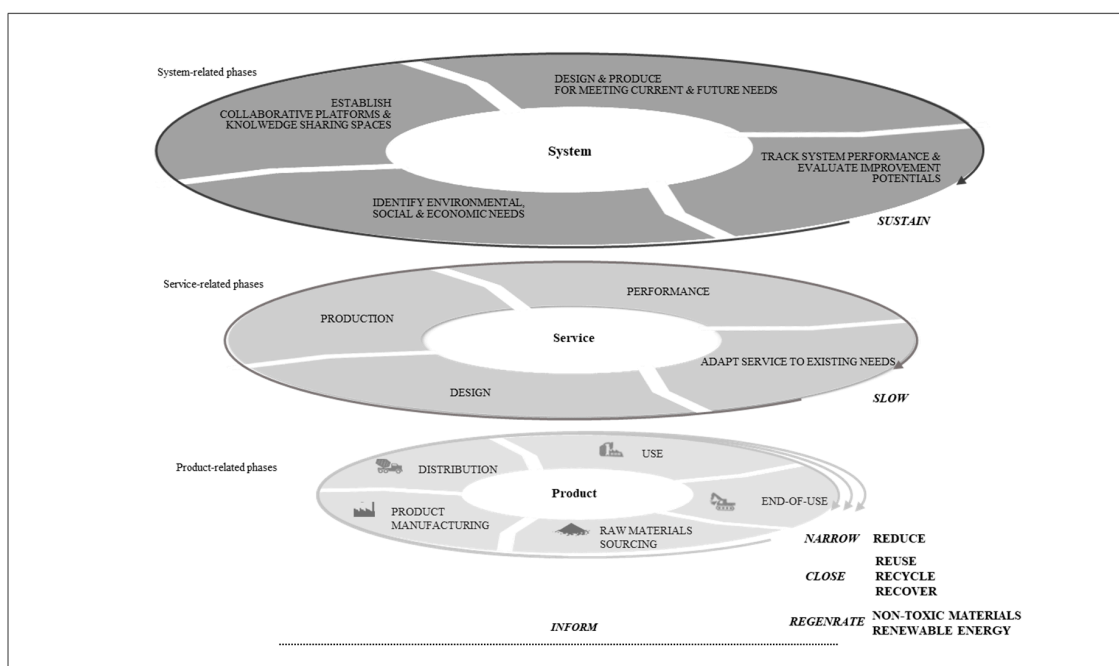 System-related phases
DESIGN & PRODUCE
FOR MEETING CURRENT & FUTURE NEEDS
ESTABLISH
COLLABORATIVE PLATFORMS &
KNOLWEDGE SHARING SPACES
System
TRACK SYSTEM PERFORMANCE &
EVALUATE IMPROVEMENT
POTENTIALS
IDENTIFY ENVIRONMENTAL,
SOCIAL & ECONOMIC NEEDS
SUSTAIN
Service-related phases
PERFORMANCE
PRODUCTION
Service
ADAPT SERVICE TO EXISTING NEEDS
DESIGN
SLOW
Product-related phases
DISTRIBUTION
USE
Product
END-OF-USE
PRODUCT
MANUFACTURING
RAW MATERIALS
SOURCING
NARROW REDUCE
REUSE
CLOSE RECYCLE
RECOVER
REGENRATE NON-TOXIC MATERIALS
RENEWABLE ENERGY
INFORM